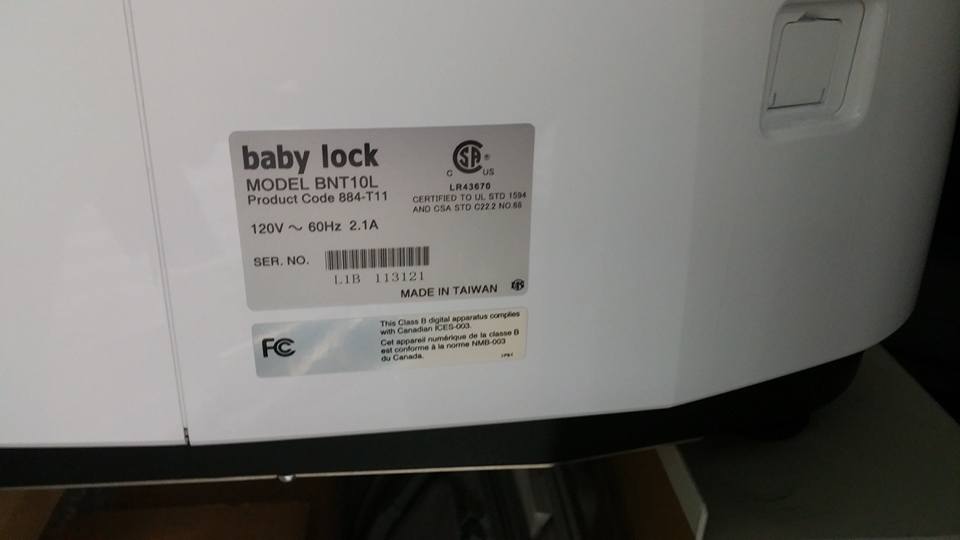 baby lock
MODEL BNT10L
Product Code 884-T11
120V ~ 60Hz 2.1A
SER. NO.
L1B 113121
MADE IN TAIWAN
SA
C US
LR43670
CERTIFIED TO UL STD 1594
AND CSA STD C22.2 NO.68
FC
This Class B digital apparatus complies
with Canadian ICES-003.
Cet appareil numérique de la classe B
est conforme à la norme NMB-003
du Canada.